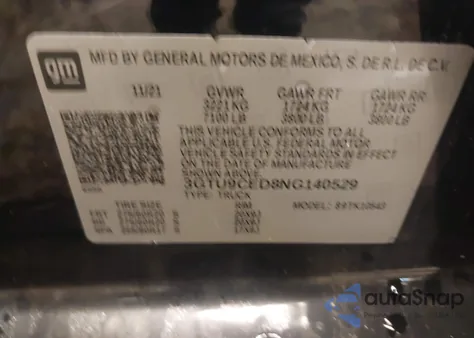 gm
MFD BY GENERAL MOTORS DE MEXICO, S. DE R.L. DE C.V.
11/21 GVWR GAWR FRT GAWR RR
3221 KG 1724 KG 1724 KG
7100 LB 3800 LB 3800 LB
THIS VEHICLE CONFORMS TO ALL
APPLICABLE U.S. FEDERAL MOTOR
VEHICLE SAFETY STANDARDS IN EFFECT
ON THE DATE OF MANUFACTURE
SHOWN ABOVE.
3GTU9CED8NG140529
TYPE: TRUCK MODEL:
TIRE SIZE RIM
FRT
autoSnap